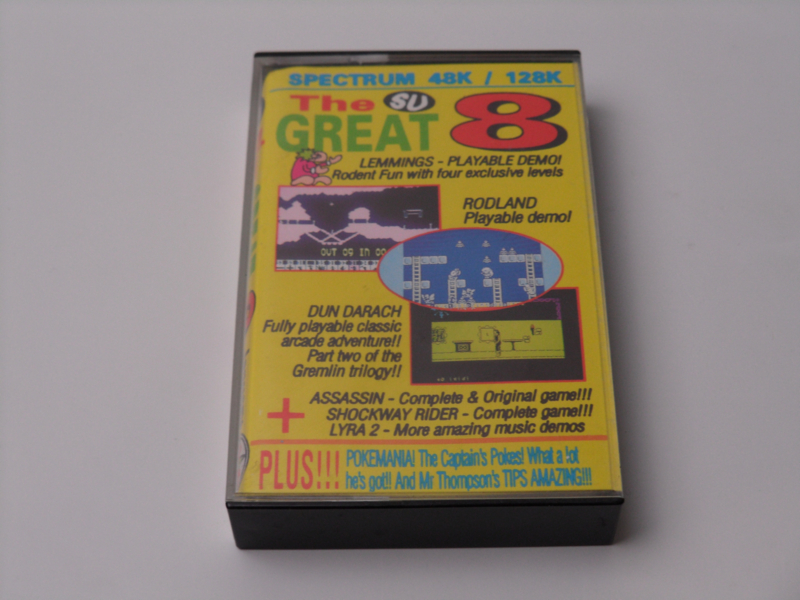 SPECTRUM 48K / 128K
The SU
GREAT 8
LEMMINGS - PLAYABLE DEMO!
Rodent Fun with four exclusive levels
RODLAND
Playable demo!
OUT 09 IN 00
DUN DARACH
Fully playable classic
arcade adventure!!
Part two of the
Gremlin trilogy!!
+ ASSASSIN - Complete & Original game!!!
SHOCKWAY RIDER - Complete game!!!
LYRA 2 - More amazing music demos
PLUS!!! POKEMANIA! The Captain's Pokes! What a lot
he's got!! And Mr Thompson's TIPS AMAZING!!!